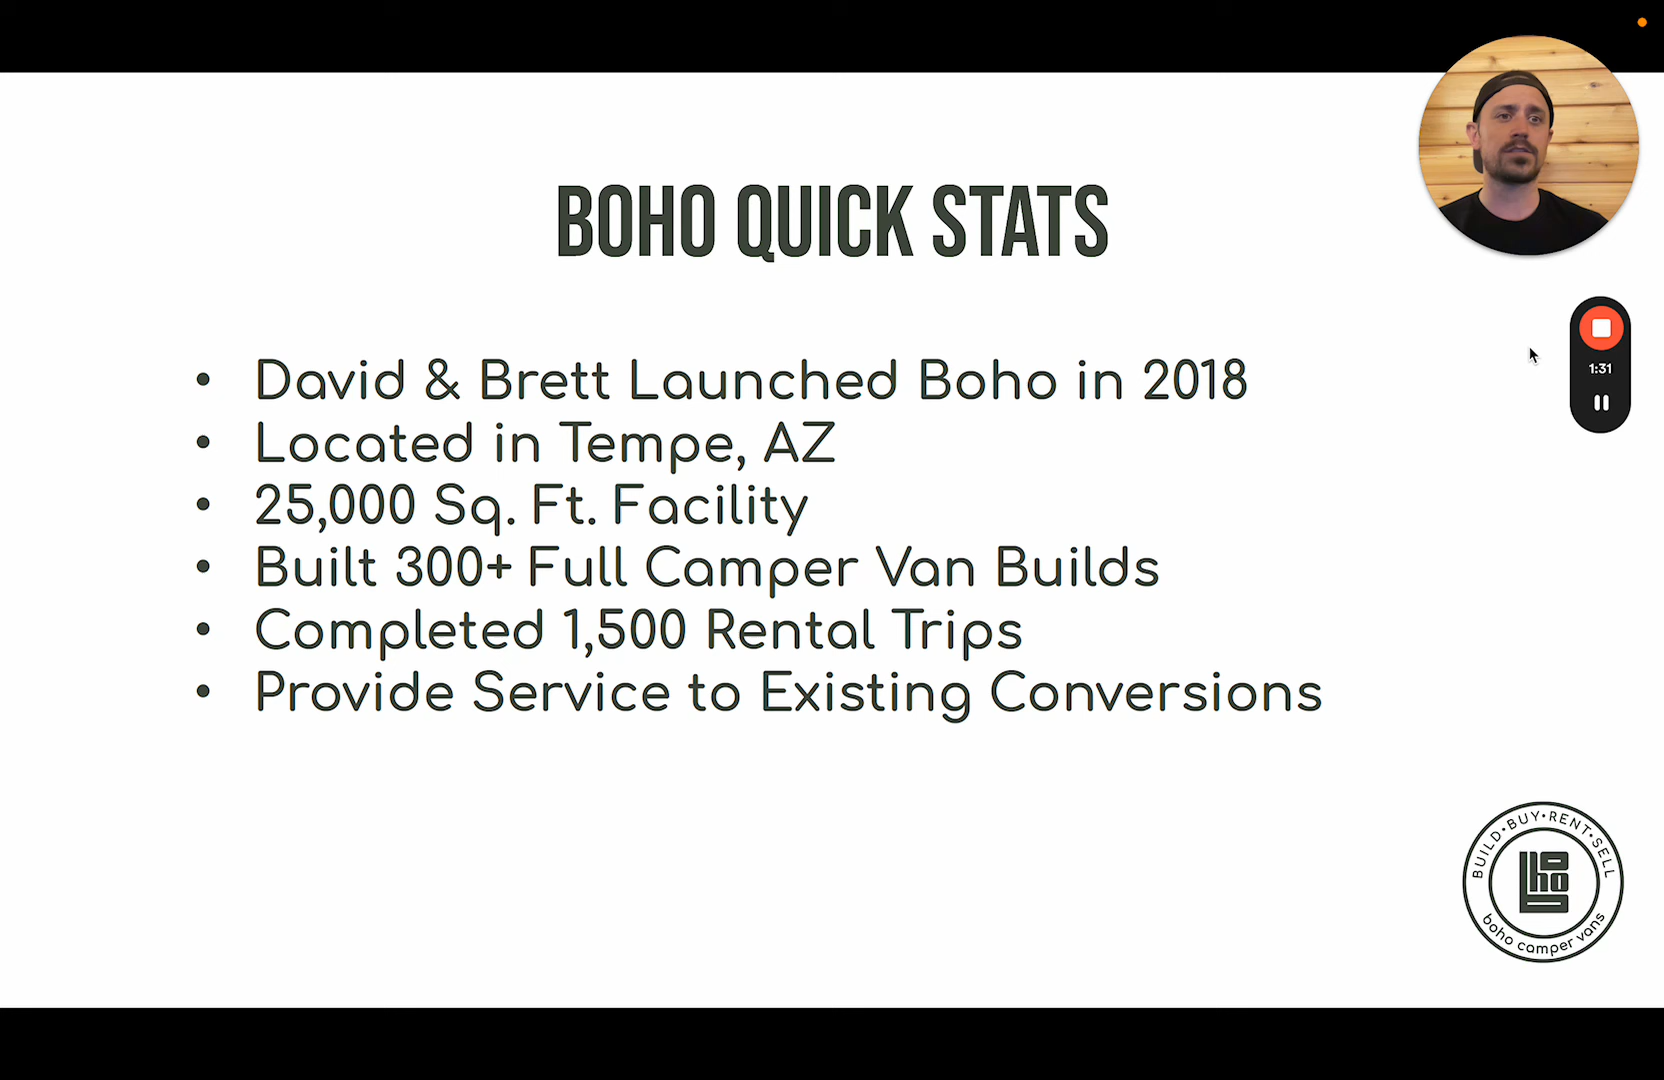 BOHO QUICK STATS
1:31
• David & Brett Launched Boho in 2018
• Located in Tempe, AZ
• 25,000 Sq. Ft. Facility
• Built 300+ Full Camper Van Builds
• Completed 1,500 Rental Trips
• Provide Service to Existing Conversions
BUILD•BUY•RENT•SELL
boho
boho camper vans